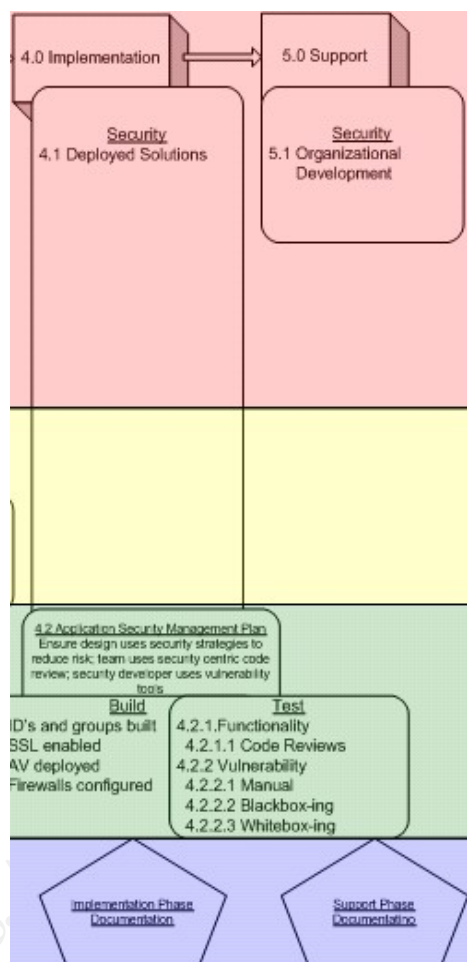 4.0 Implementation
5.0 Support
Security
4.1 Deployed Solutions
Security
5.1 Organizational
Development
4.2 Application Security Management Plan
Ensure design uses security strategies to
reduce risk; team uses security centric code
review; security developer uses vulnerability
tools
Build
ID's and groups built
SSL enabled
AV deployed
Firewalls configured
Test
4.2.1.Functionality
4.2.1.1 Code Reviews
4.2.2 Vulnerability
4.2.2.1 Manual
4.2.2.2 Blackbox-ing
4.2.2.3 Whitebox-ing
Implementation Phase
Documentation
Support Phase
Documentatino